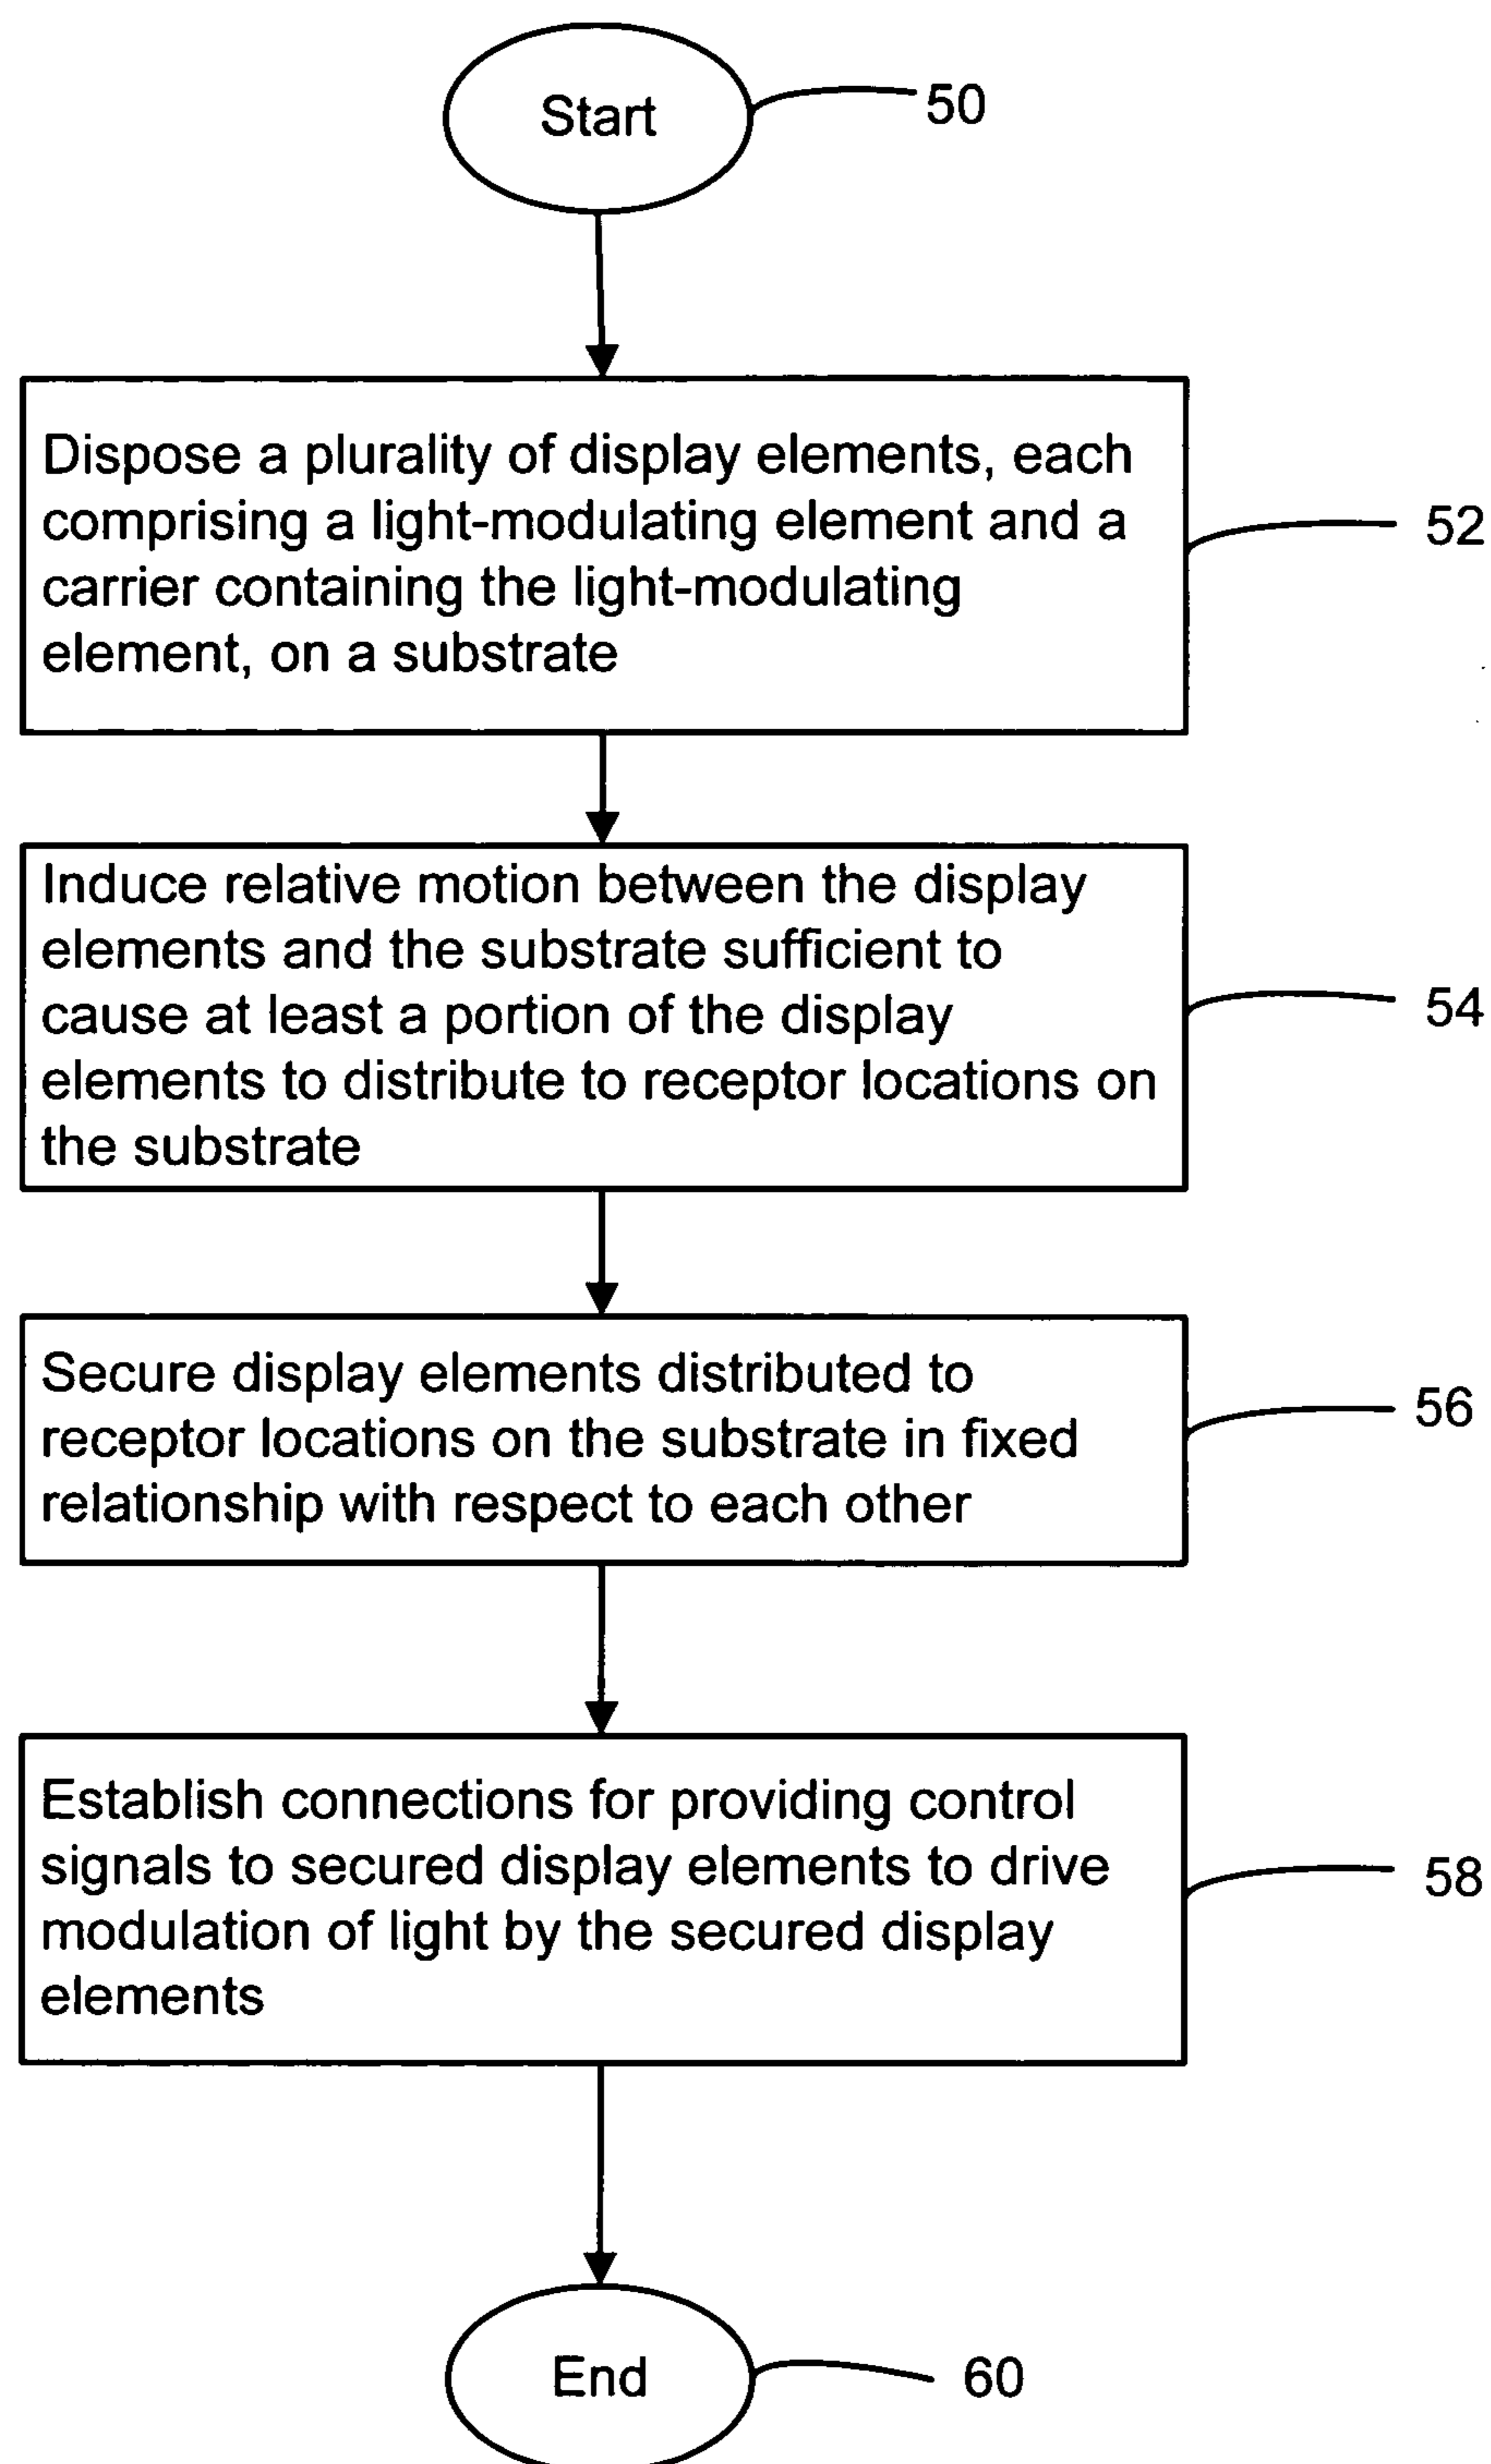 Start
50
Dispose a plurality of display elements, each
comprising a light-modulating element and a
carrier containing the light-modulating
element, on a substrate
52
Induce relative motion between the display
elements and the substrate sufficient to
cause at least a portion of the display
elements to distribute to receptor locations on
the substrate
54
Secure display elements distributed to
receptor locations on the substrate in fixed
relationship with respect to each other
56
Establish connections for providing control
signals to secured display elements to drive
modulation of light by the secured display
elements
58
End
60